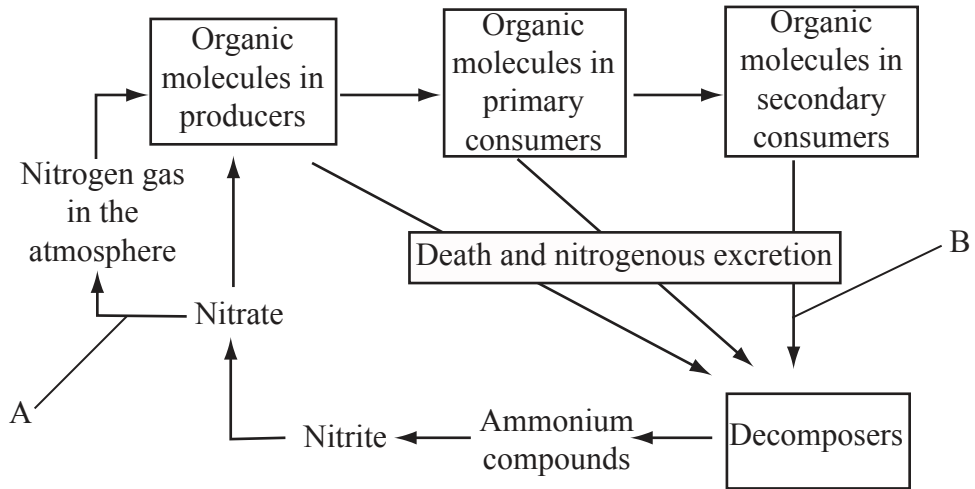 Organic
molecules in
producers
Organic
molecules in
primary
consumers
Organic
molecules in
secondary
consumers
Nitrogen gas
in the
atmosphere
Death and nitrogenous excretion
B
Nitrate
A
Nitrite
Ammonium
compounds
Decomposers